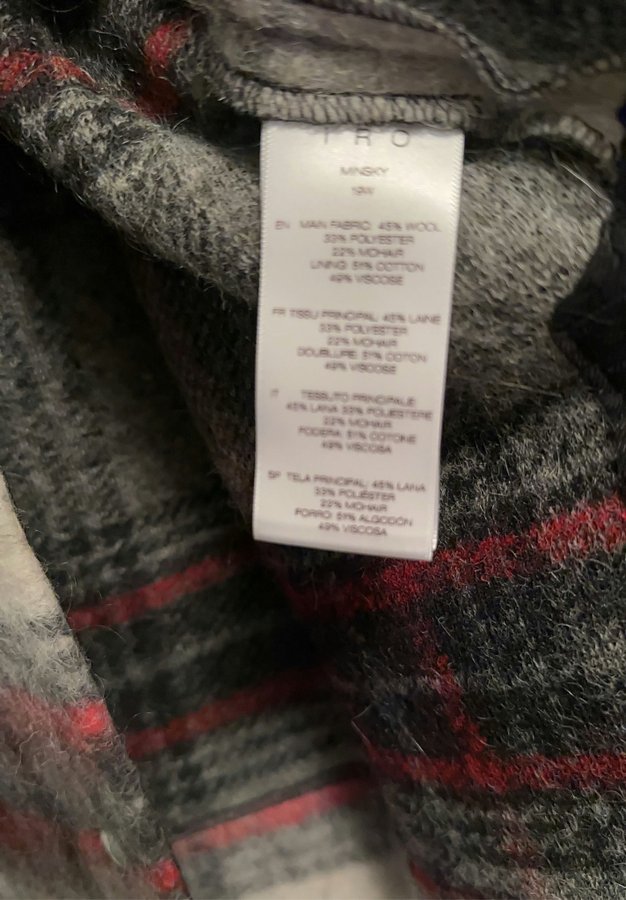 IRO
MINSKY
19W
EN MAIN FABRIC: 45% WOOL
33% POLYESTER
22% MOHAIR
LINING: 51% COTTON
49% VISCOSE
FR TISSU PRINCIPAL: 45% LAINE
33% POLYESTER
22% MOHAIR
DOUBLURE: 51% COTON
49% VISCOSE
IT TESSUTO PRINCIPALE:
45% LANA 33% POLIESTERE
22% MOHAIR
FODERA: 51% COTONE
49% VISCOSA
SP TELA PRINCIPAL: 45% LANA
33% POLIÉSTER
22% MOHAIR
FORRO: 51% ALGODÓN
49% VISCOSA